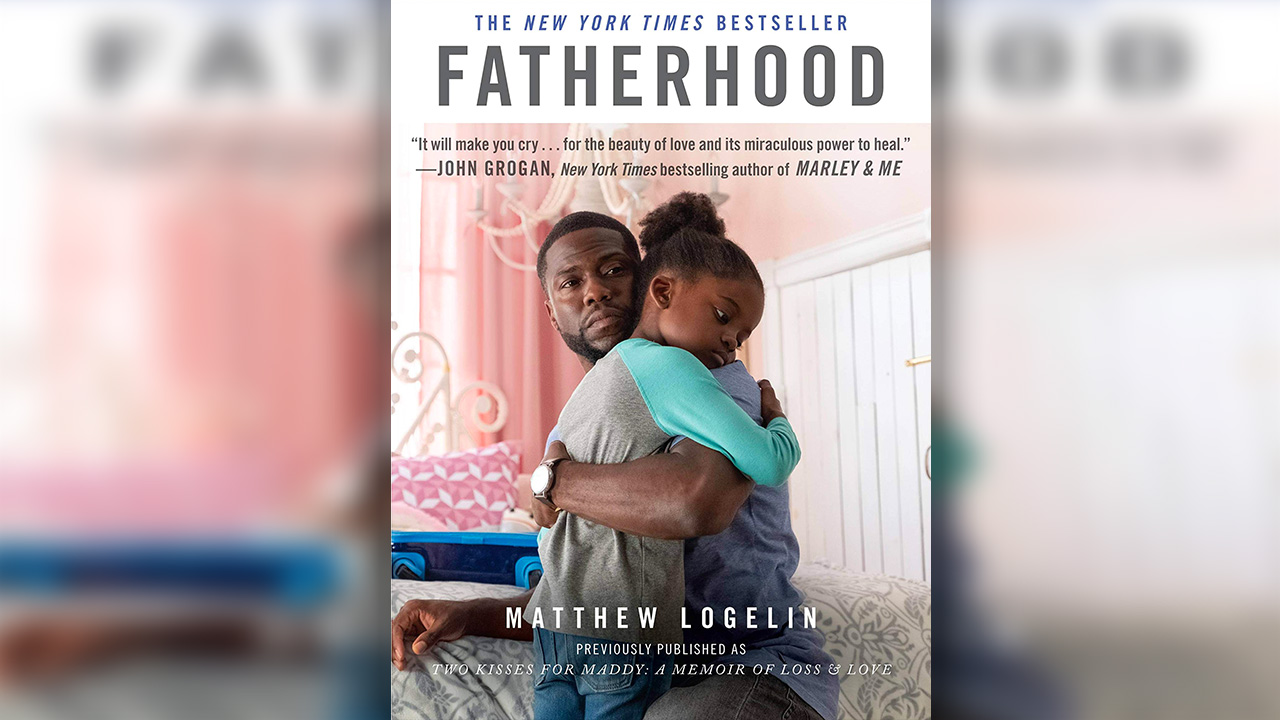 THE NEW YORK TIMES BESTSELLER
FATHERHOOD
“It will make you cry . . . for the beauty of love and its miraculous power to heal.”
—JOHN GROGAN, New York Times bestselling author of MARLEY & ME
MATTHEW LOGELIN
PREVIOUSLY PUBLISHED AS
TWO KISSES FOR MADDY: A MEMOIR OF LOSS & LOVE